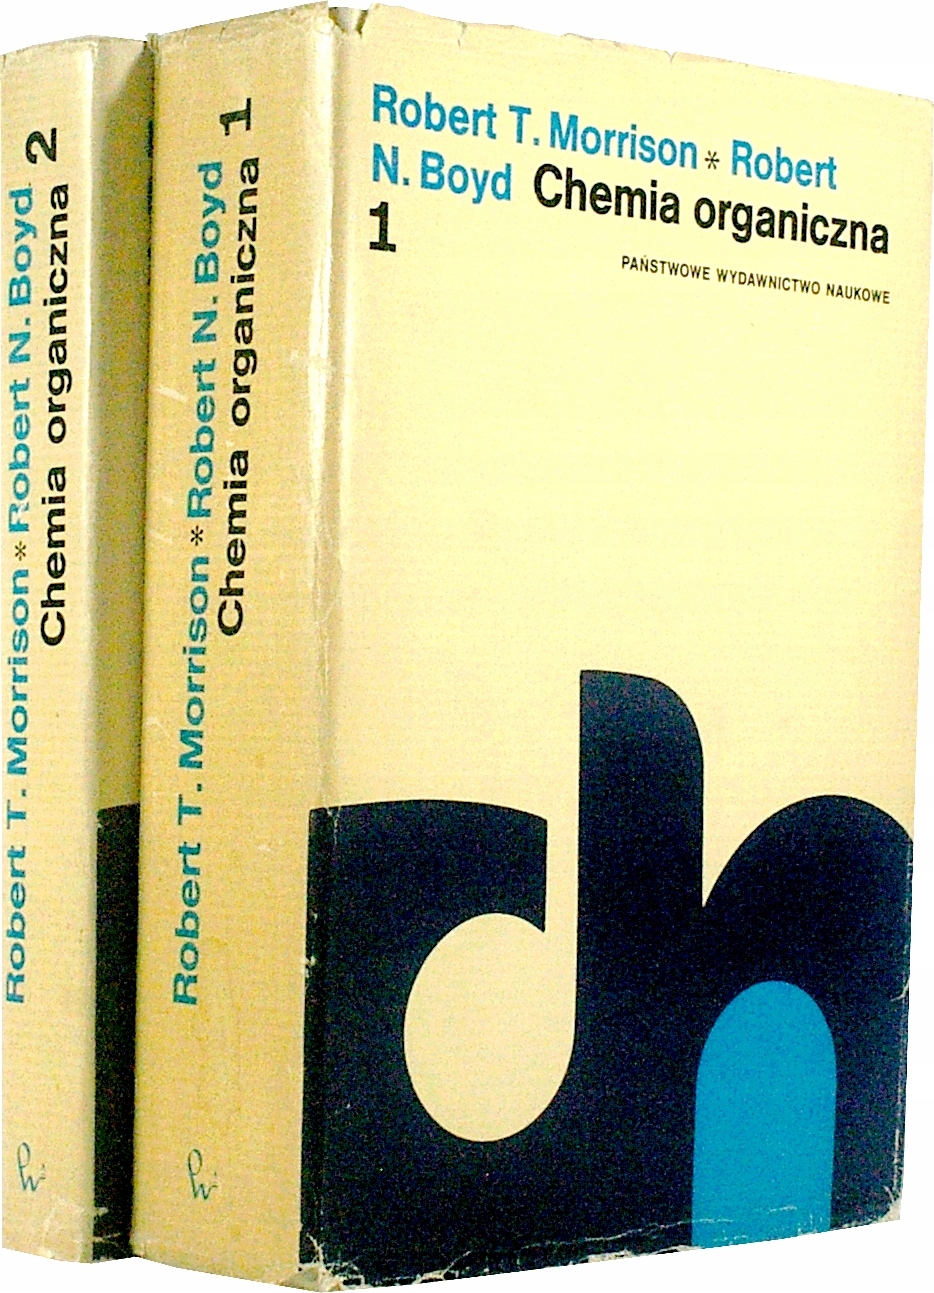 Robert T. Morrison * Robert N. Boyd 2
Chemia organiczna
Robert T. Morrison * Robert N. Boyd 1
Chemia organiczna
Robert T. Morrison * Robert
N. Boyd Chemia organiczna
1
PAŃSTWOWE WYDAWNICTWO NAUKOWE
ch